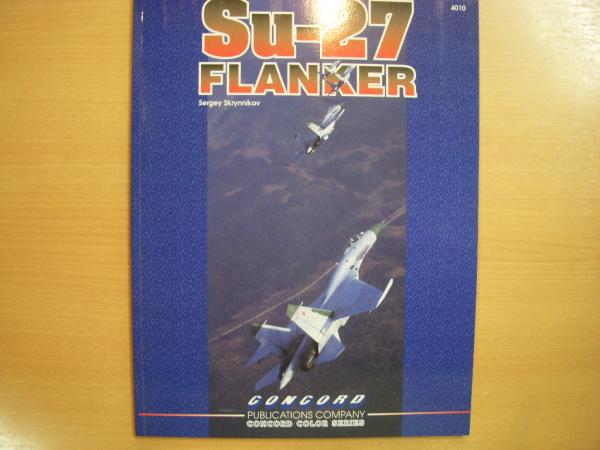 4010
Su-27
FLANKER
Sergey Skrynnikov
CONCORD
PUBLICATIONS COMPANY
CONCORD COLOR SERIES